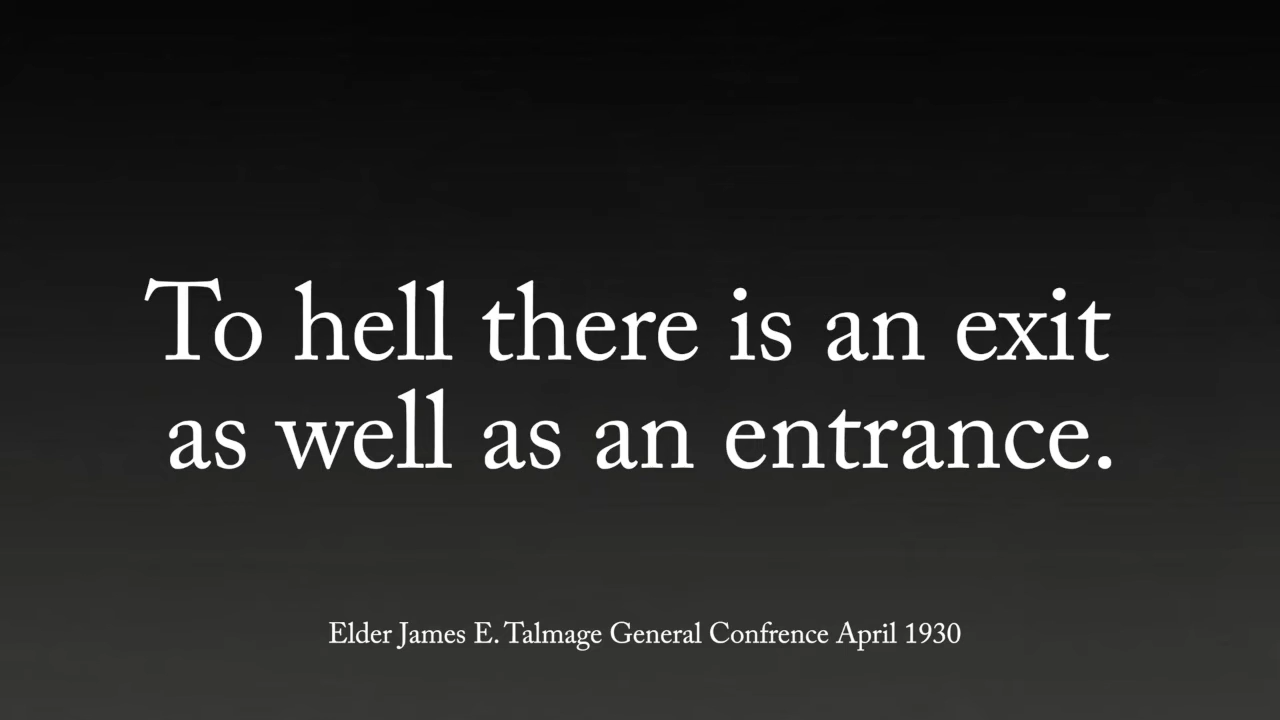 To hell there is an exit
as well as an entrance.
Elder James E. Talmage General Confrence April 1930